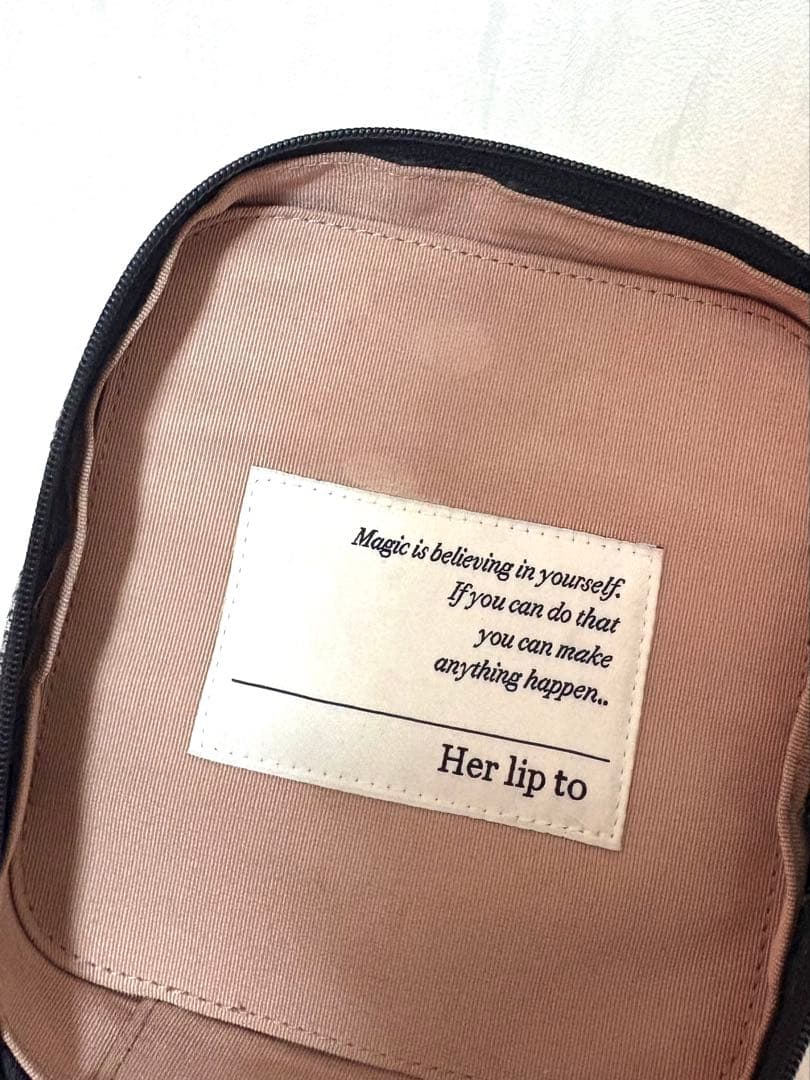 Magic is believing in yourself.
If you can do that
you can make
anything happen..
Her lip to